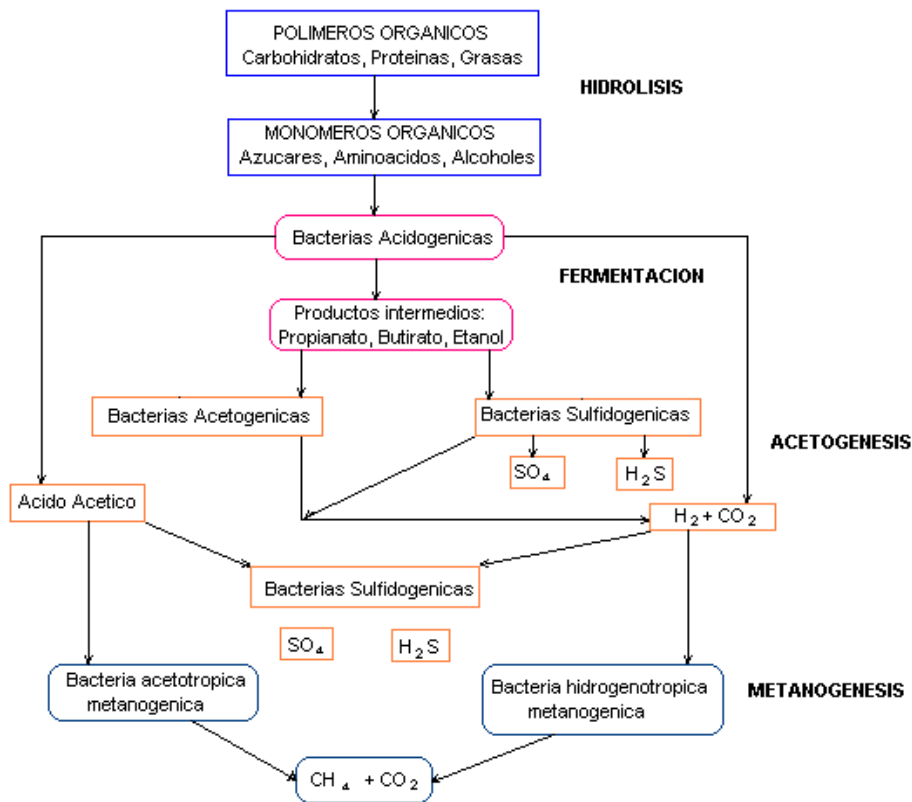 POLIMEROS ORGANICOS
Carbohidratos, Proteinas, Grasas
HIDROLISIS
MONOMEROS ORGANICOS
Azucares, Aminoacidos, Alcoholes
Bacterias Acidogenicas
FERMENTACION
Productos intermedios:
Propianato, Butirato, Etanol
Bacterias Acetogenicas
Bacterias Sulfidogenicas
ACETOGENESIS
SO₄
H₂S
Acido Acetico
H₂ + CO₂
Bacterias Sulfidogenicas
SO₄
H₂S
Bacteria acetotropica
metanogenica
Bacteria hidrogenotropica
metanogenica
METANOGENESIS
CH₄ + CO₂